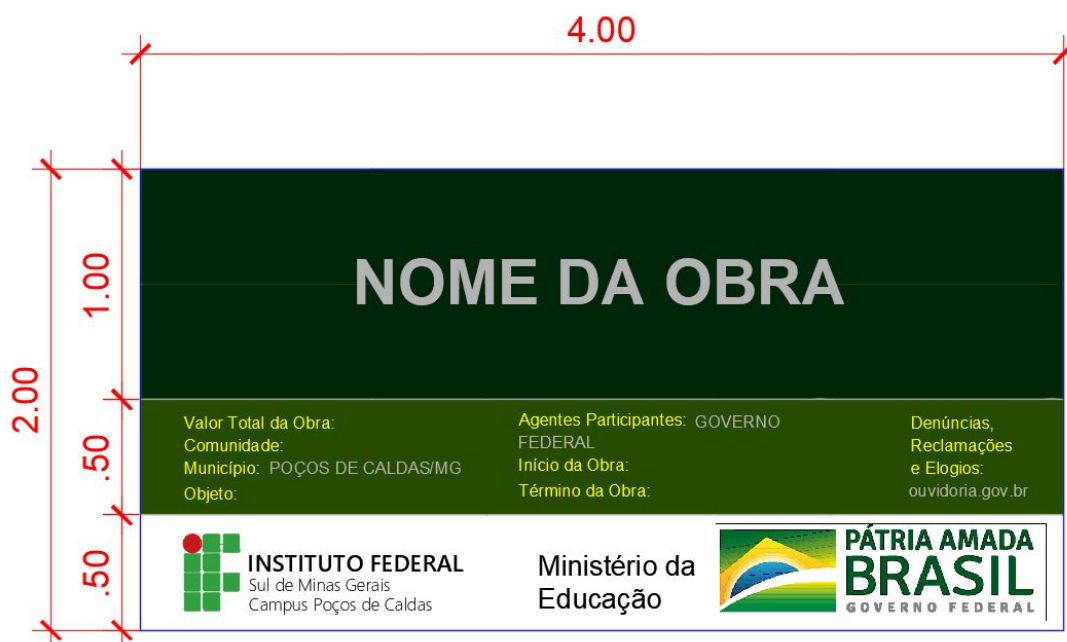 4.00
2.00
1.00
.50
.50
NOME DA OBRA
Valor Total da Obra:
Comunidade:
Município: POÇOS DE CALDAS/MG
Objeto:
Agentes Participantes: GOVERNO
FEDERAL
Início da Obra:
Término da Obra:
Denúncias,
Reclamações
e Elogios:
ouvidoria.gov.br
INSTITUTO FEDERAL
Sul de Minas Gerais
Campus Poços de Caldas
Ministério da
Educação
PÁTRIA AMADA
BRASIL
GOVERNO FEDERAL